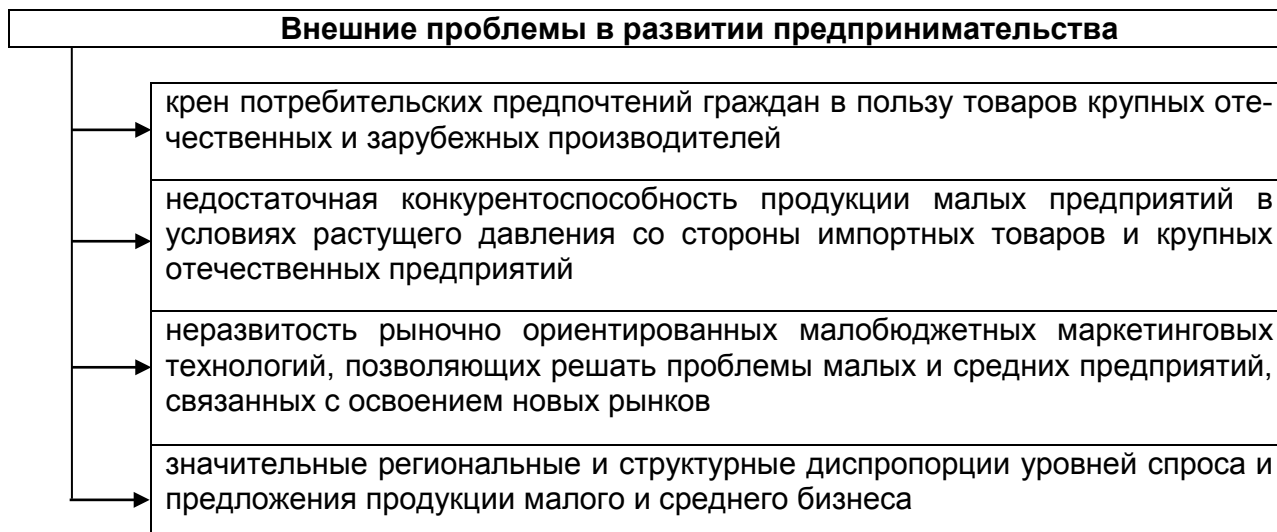 Внешние проблемы в развитии предпринимательства
крен потребительских предпочтений граждан в пользу товаров крупных оте-
чественных и зарубежных производителей
недостаточная конкурентоспособность продукции малых предприятий в
условиях растущего давления со стороны импортных товаров и крупных
отечественных предприятий
неразвитость рыночно ориентированных малобюджетных маркетинговых
технологий, позволяющих решать проблемы малых и средних предприятий,
связанных с освоением новых рынков
значительные региональные и структурные диспропорции уровней спроса и
предложения продукции малого и среднего бизнеса